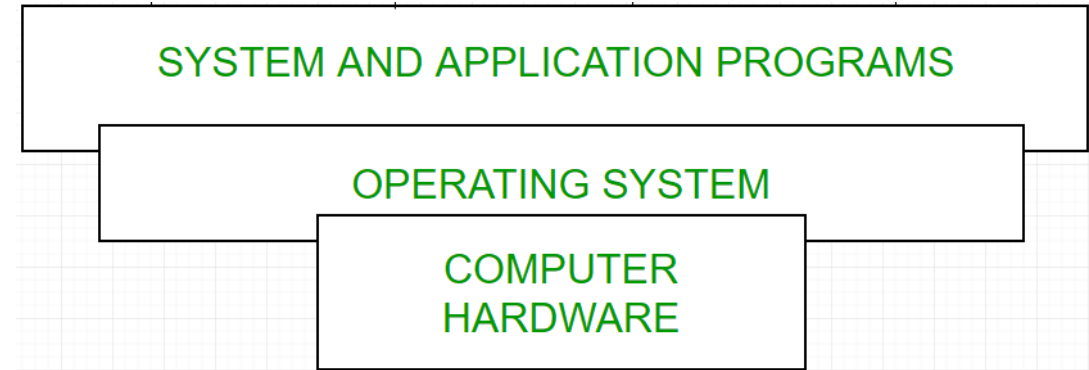 SYSTEM AND APPLICATION PROGRAMS
OPERATING SYSTEM
COMPUTER
HARDWARE